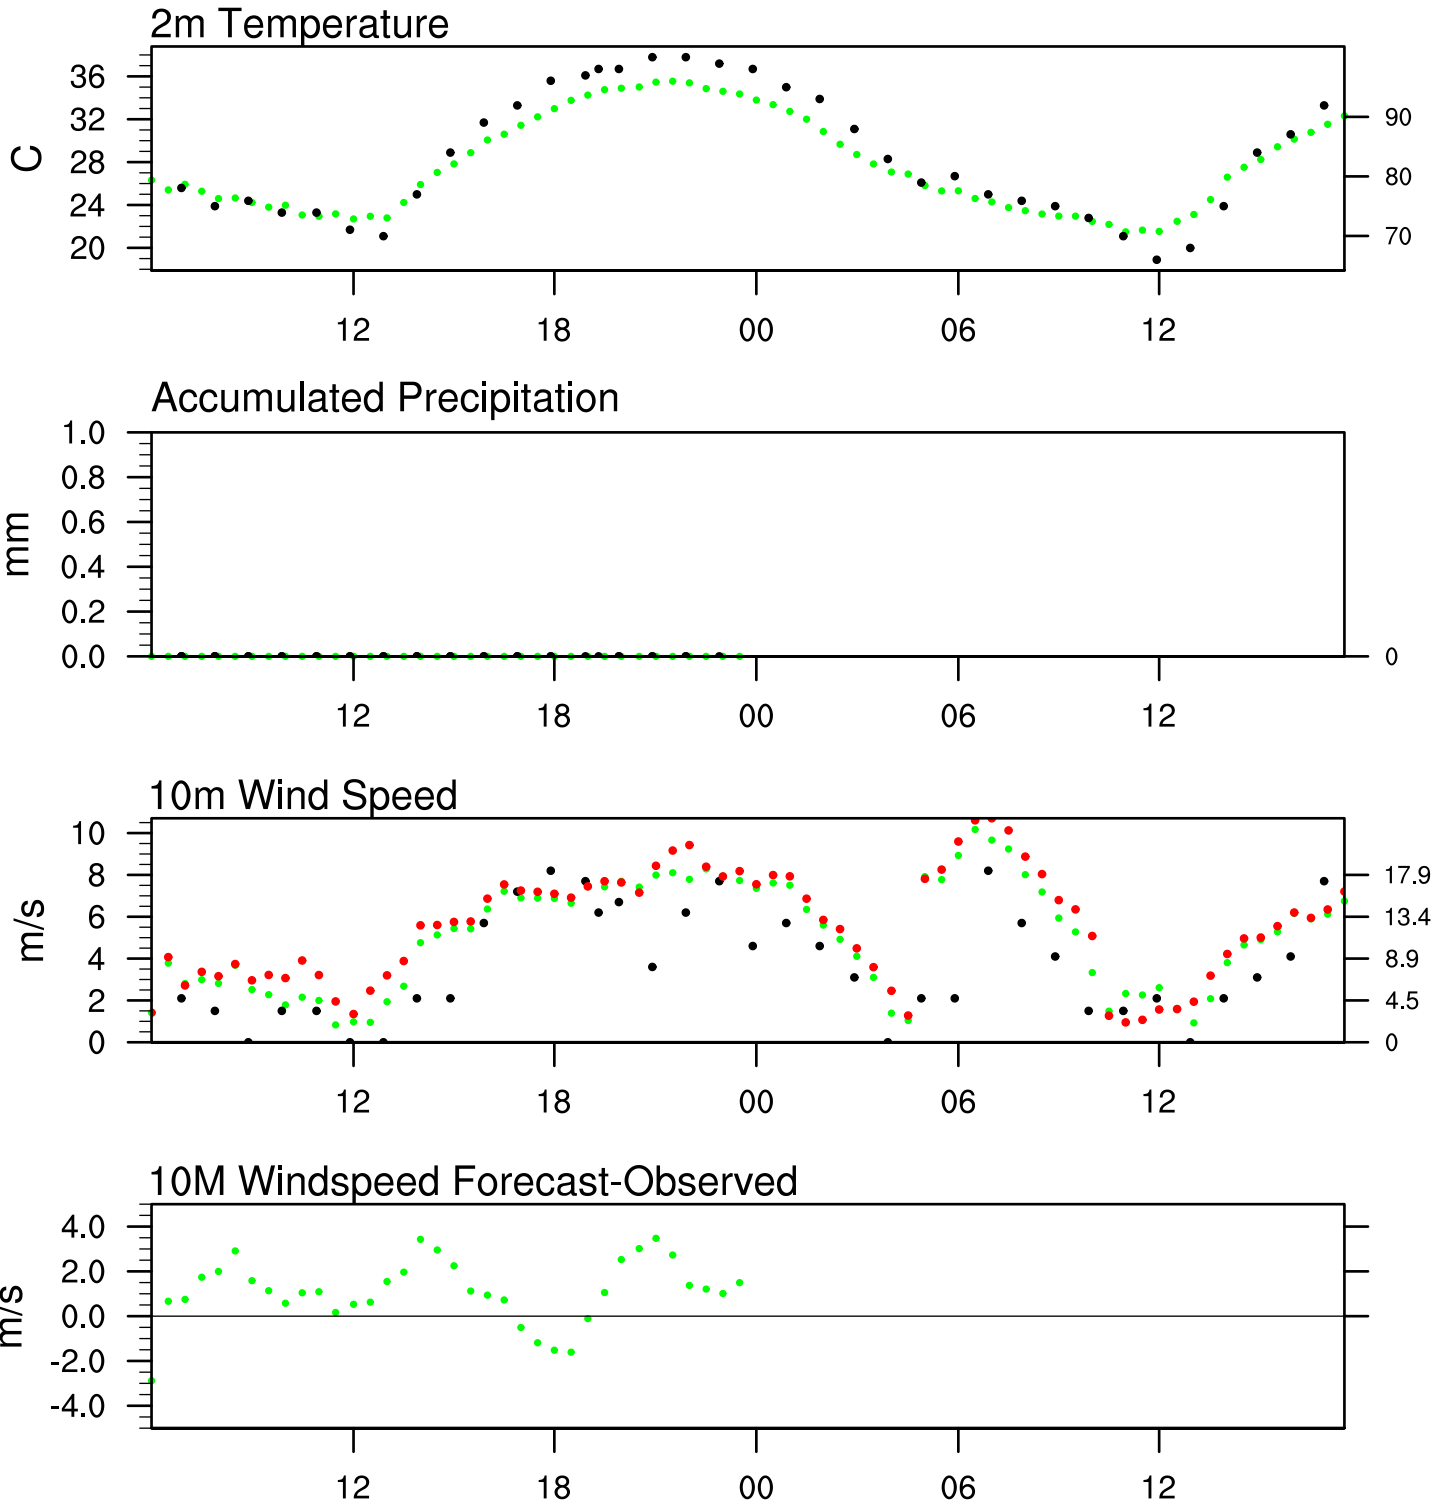 2m Temperature
C
36
32
28
24
20
90
80
70
12 18 00 06 12
Accumulated Precipitation
mm
1.0
0.8
0.6
0.4
0.2
0.0
0
12 18 00 06 12
10m Wind Speed
m/s
10
8
6
4
2
0
17.9
13.4
8.9
4.5
0
12 18 00 06 12
10M Windspeed Forecast-Observed
m/s
4.0
2.0
0.0
-2.0
-4.0
12 18 00 06 12